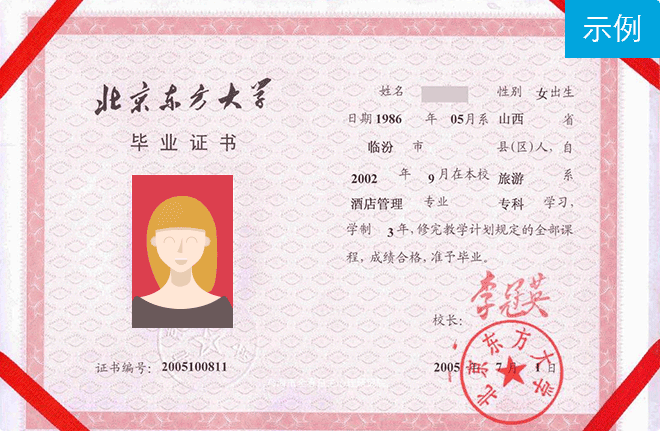 示例
北京东方大学
毕业证书
姓名 性别 女出生
日期 1986 年 05月系 山西 省
临汾 市 县(区)人，自
2002 年 9 月在本校 旅游 系
酒店管理 专业 专科 学习，
学制 3 年，修完教学计划规定的全部课
程，成绩合格，准予毕业。
李冠英
校长：
证书编号： 2005100811
2005 年 7 月 1 日
北京东方大学